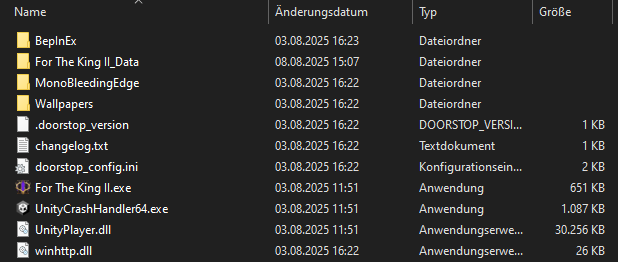 Name Änderungsdatum Typ Größe
BepInEx 03.08.2025 16:23 Dateiordner
For The King II_Data 08.08.2025 15:07 Dateiordner
MonoBleedingEdge 03.08.2025 16:22 Dateiordner
Wallpapers 03.08.2025 16:22 Dateiordner
.doorstop_version 03.08.2025 16:22 DOORSTOP_VERSI... 1 KB
changelog.txt 03.08.2025 16:22 Textdokument 1 KB
doorstop_config.ini 03.08.2025 16:22 Konfigurationsein... 2 KB
For The King II.exe 03.08.2025 11:51 Anwendung 651 KB
UnityCrashHandler64.exe 03.08.2025 11:51 Anwendung 1.087 KB
UnityPlayer.dll 03.08.2025 11:51 Anwendungserwe... 30.256 KB
winhttp.dll 03.08.2025 16:22 Anwendungserwe... 26 KB